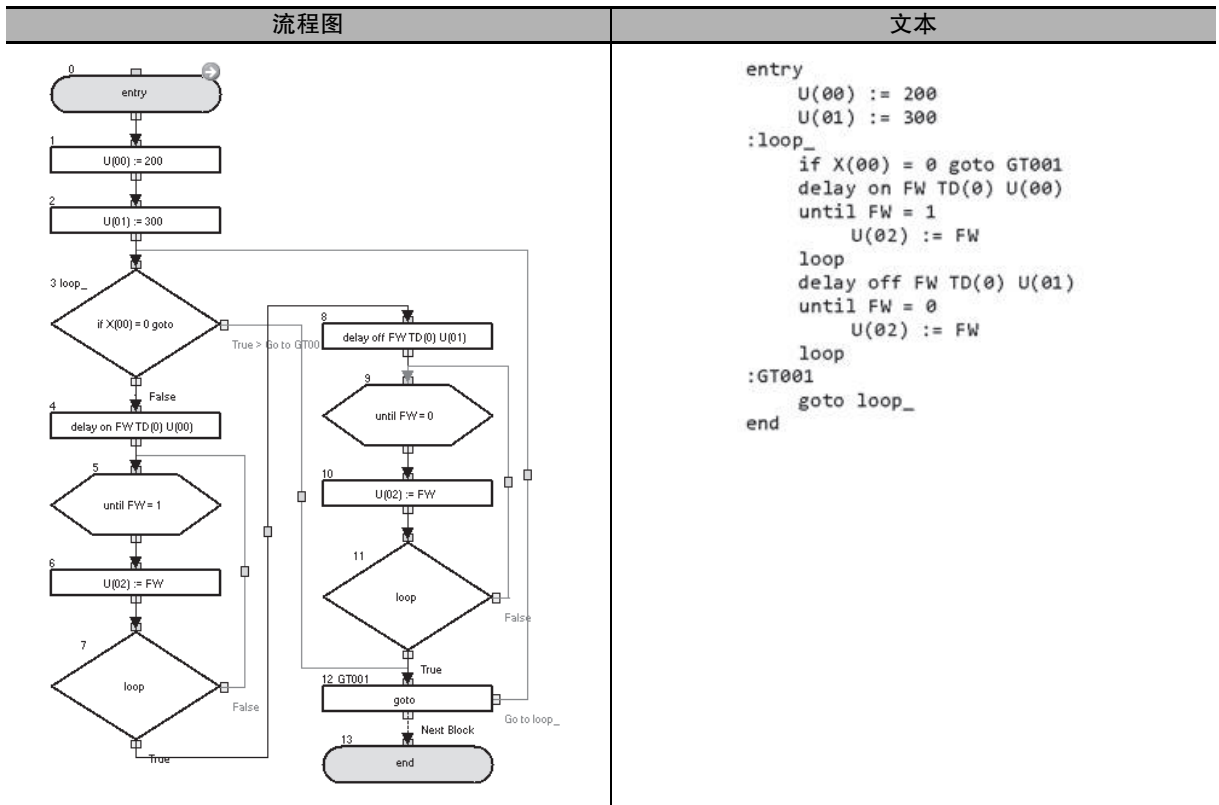 流程图
文本
0
entry
1
U(00) := 200
2
U(01) := 300
3 loop_
if X(00) = 0 goto
True > Go to GT00
False
4
delay on FW TD(0) U(00)
5
until FW = 1
6
U(02) := FW
7
loop
False
True
8
delay off FW TD(0) U(01)
9
until FW = 0
10
U(02) := FW
11
loop
False
True
12 GT001
goto
Go to loop_
Next Block
13
end
entry
U(00) := 200
U(01) := 300
:loop_
if X(00) = 0 goto GT001
delay on FW TD(0) U(00)
until FW = 1
U(02) := FW
loop
delay off FW TD(0) U(01)
until FW = 0
U(02) := FW
loop
:GT001
goto loop_
end